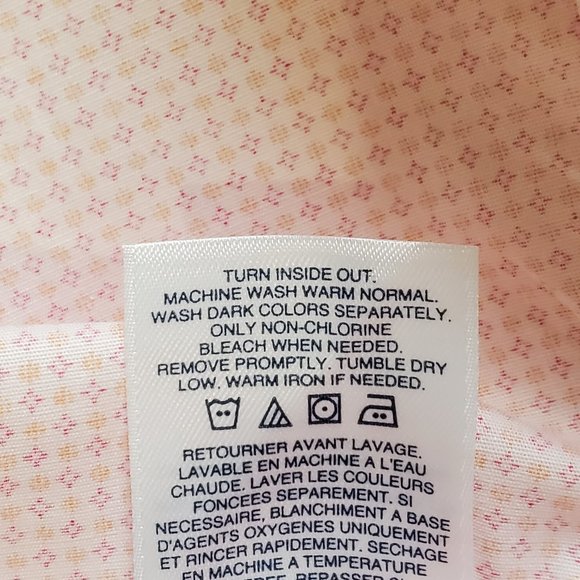 TURN INSIDE OUT.
MACHINE WASH WARM NORMAL.
WASH DARK COLORS SEPARATELY.
ONLY NON-CHLORINE
BLEACH WHEN NEEDED.
REMOVE PROMPTLY. TUMBLE DRY
LOW. WARM IRON IF NEEDED.
RETOURNER AVANT LAVAGE.
LAVABLE EN MACHINE A L'EAU
CHAUDE. LAVER LES COULEURS
FONCEES SEPAREMENT. SI
NECESSAIRE, BLANCHIMENT A BASE
D'AGENTS OXYGENES UNIQUEMENT
ET RINCER RAPIDEMENT. SECHAGE
EN MACHINE A TEMPERATURE
REPASSER